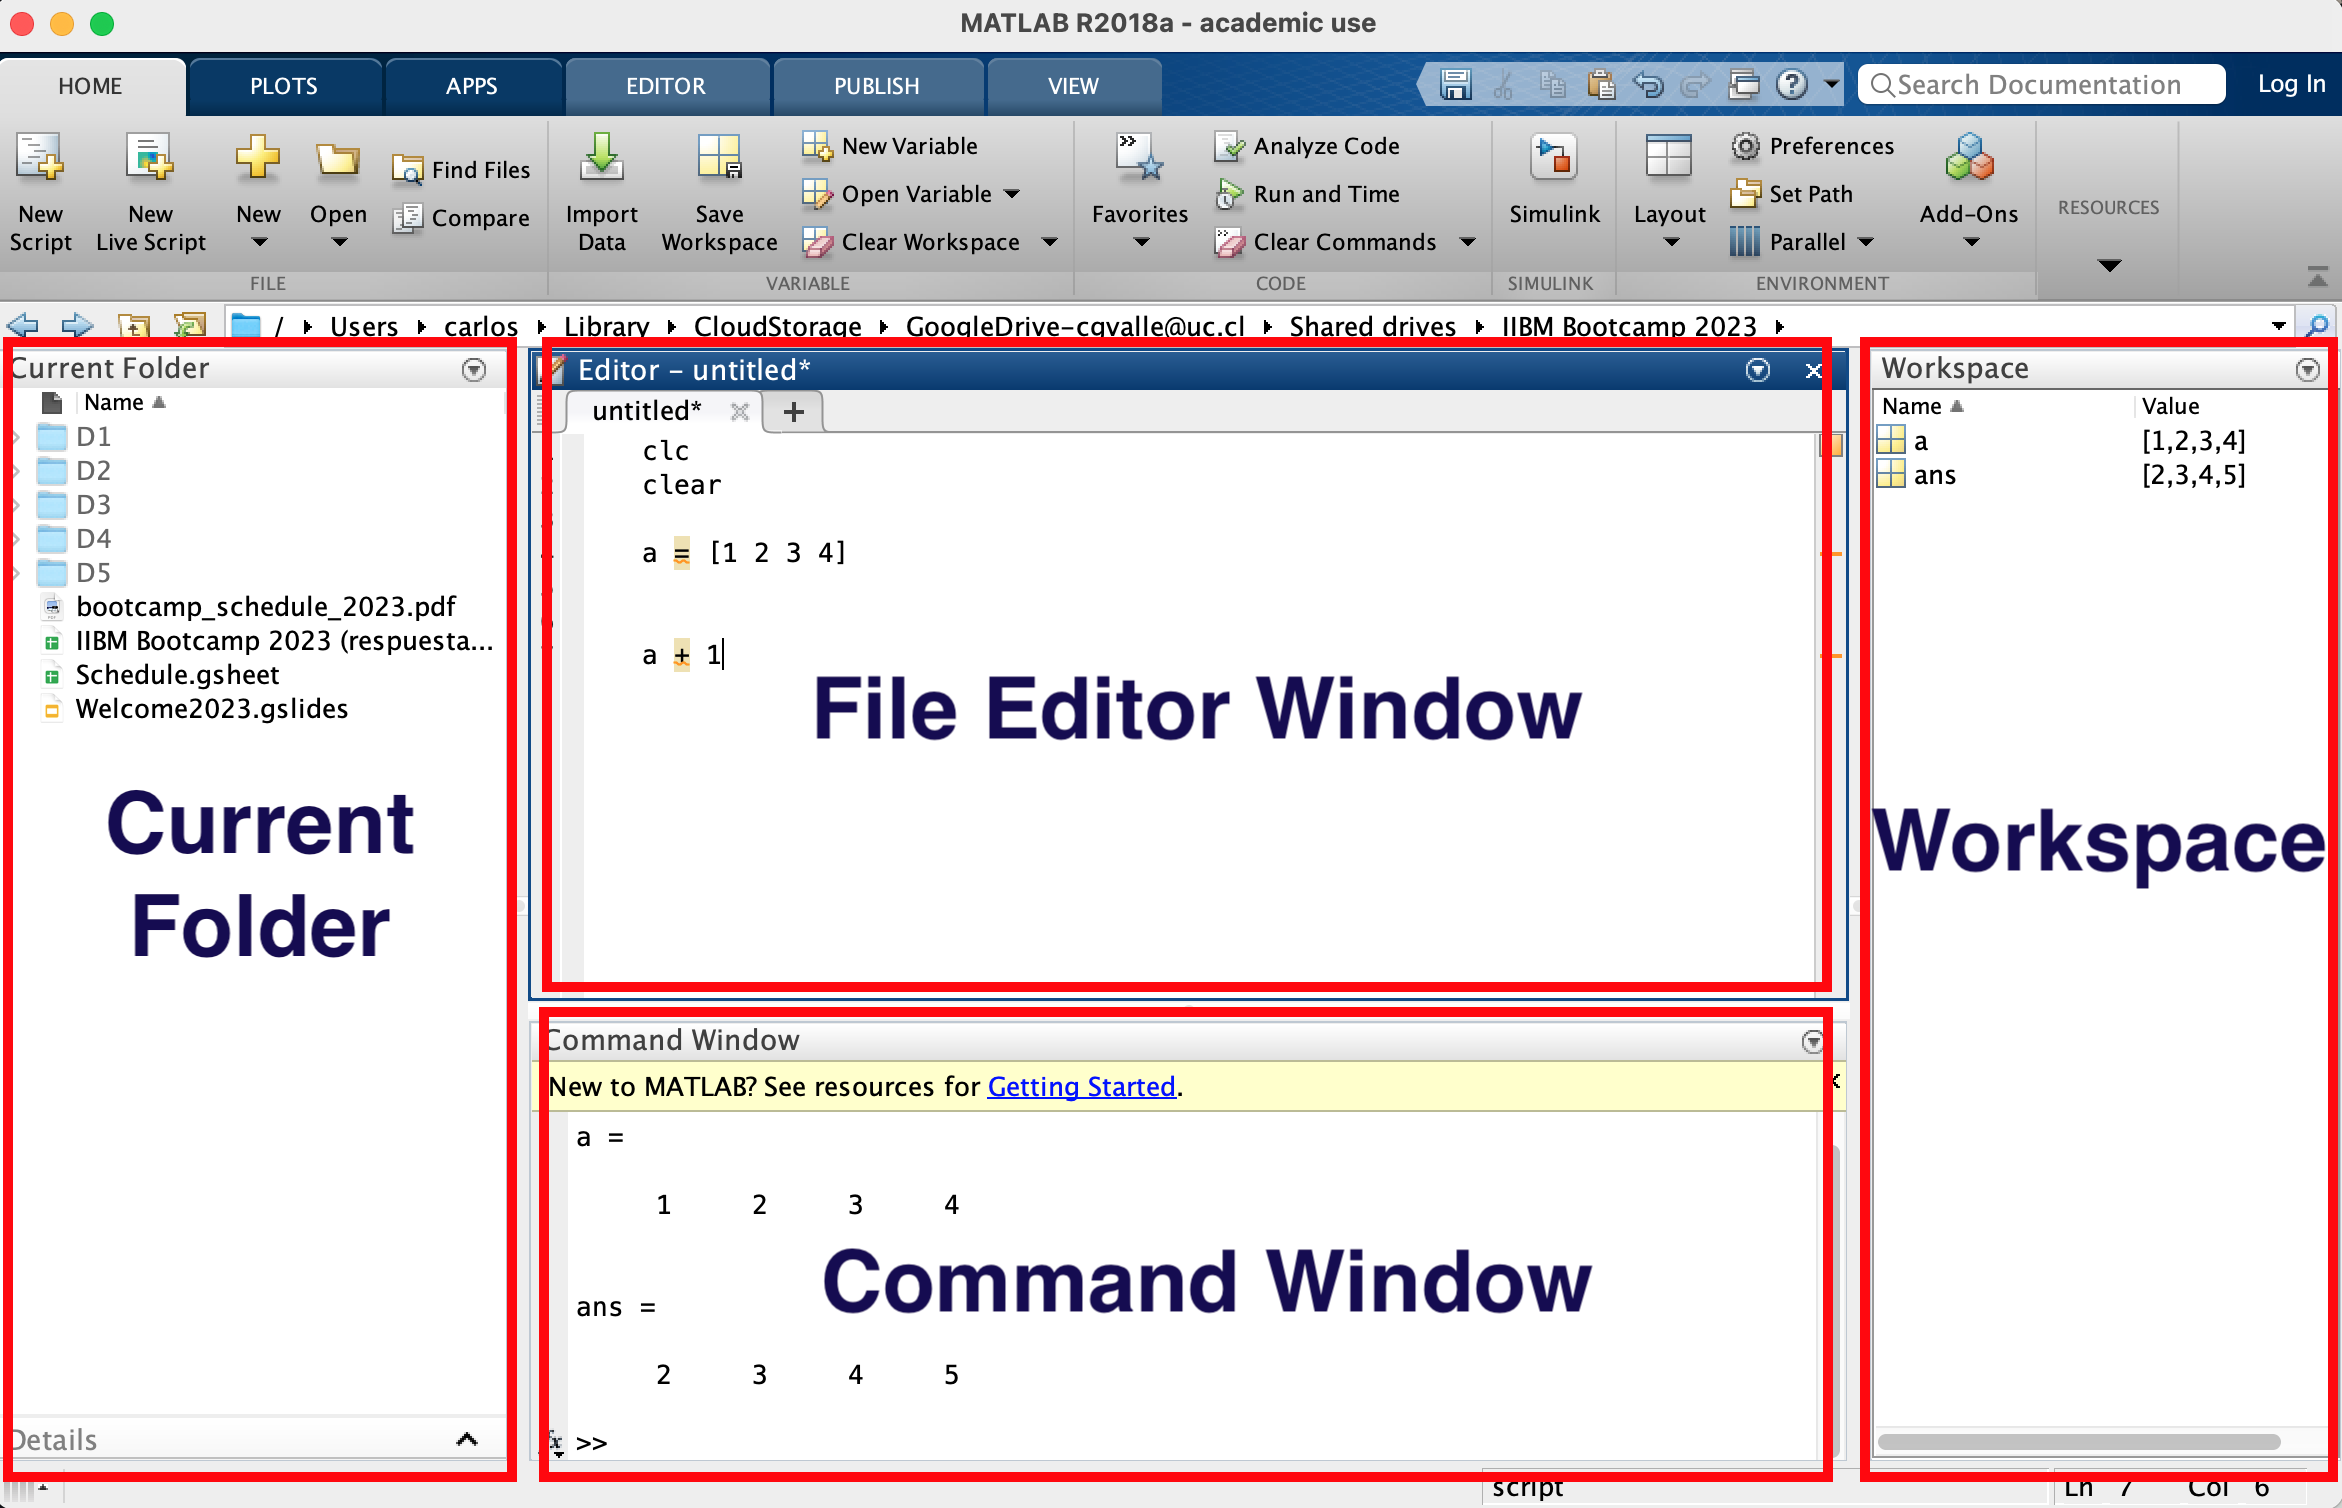 MATLAB R2018a - academic use
HOME PLOTS APPS EDITOR PUBLISH VIEW Search Documentation Log In
New Script
New Live Script
New
Open
Find Files
Compare
FILE
Import Data
Save Workspace
New Variable
Open Variable
Clear Workspace
VARIABLE
Favorites
Analyze Code
Run and Time
Clear Commands
CODE
Simulink
SIMULINK
Layout
Preferences
Set Path
Parallel
Add-Ons
ENVIRONMENT
RESOURCES
/ Users carlos Library CloudStorage GoogleDrive-cgvalle@uc.cl Shared drives IIBM Bootcamp 2023
Current Folder
Name
D1
D2
D3
D4
D5
bootcamp_schedule_2023.pdf
IIBM Bootcamp 2023 (respuesta...
Schedule.gsheet
Welcome2023.gslides
Current
Folder
Details
Editor - untitled*
untitled* +
clc
clear
a = [1 2 3 4]
a + 1
File Editor Window
Command Window
New to MATLAB? See resources for Getting Started.
a =
1 2 3 4
ans =
2 3 4 5
fx >>
Command Window
Workspace
Name Value
a [1,2,3,4]
ans [2,3,4,5]
Workspace
script Ln 7 Col 6